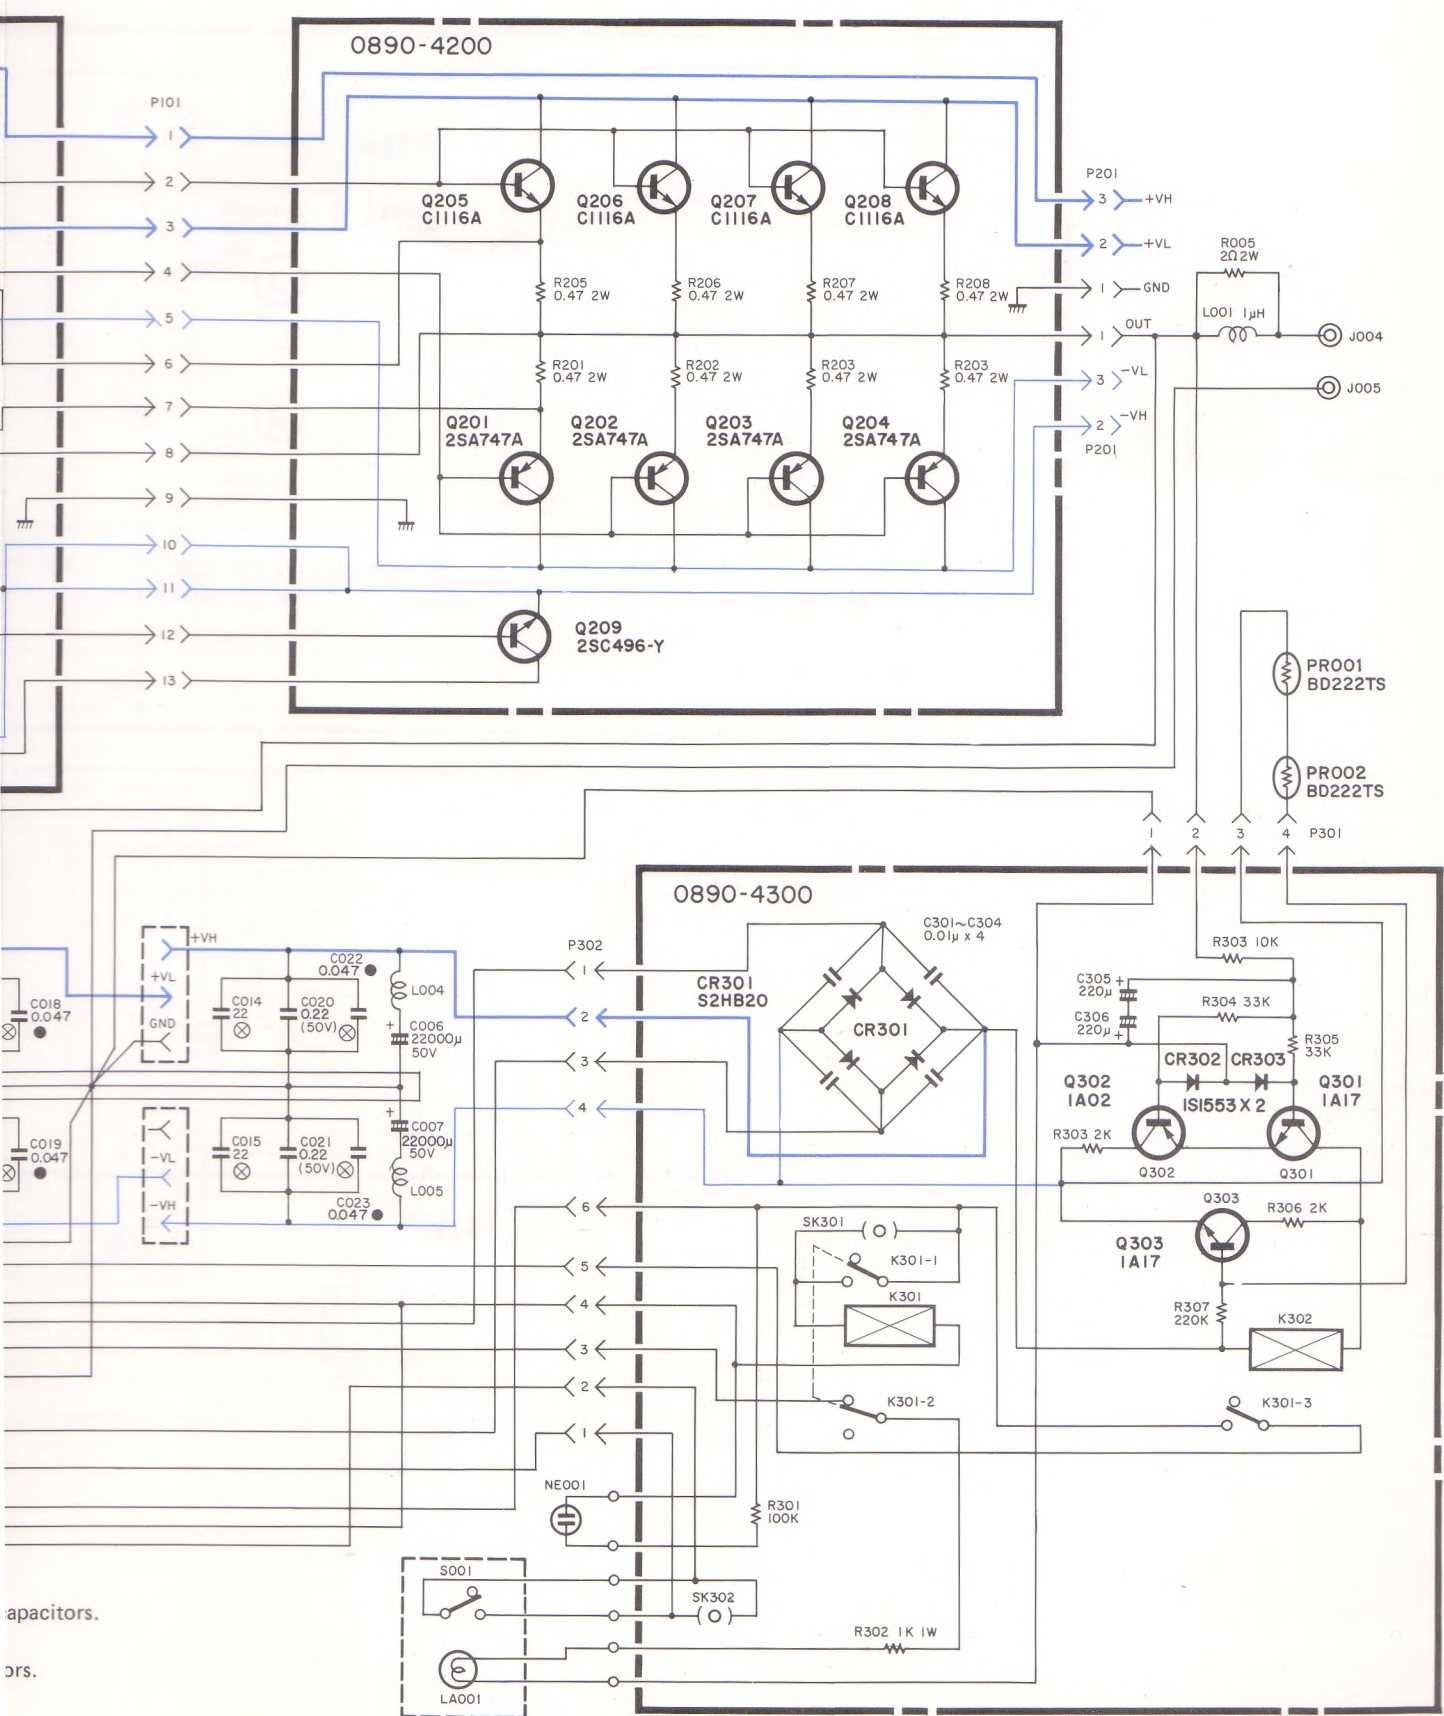 0890-4200
P101
1
2
3
4
5
6
7
8
9
10
11
12
13
Q205
C1116A
Q206
C1116A
Q207
C1116A
Q208
C1116A
R205
0.47 2W
R206
0.47 2W
R207
0.47 2W
R208
0.47 2W
R201
0.47 2W
R202
0.47 2W
R203
0.47 2W
R203
0.47 2W
Q201
2SA747A
Q202
2SA747A
Q203
2SA747A
Q204
2SA747A
Q209
2SC496-Y
P201
3 +VH
2 +VL
1 GND
1 OUT
3 -VL
2 -VH
P201
R005
2Ω2W
L001 1μH
J004
J005
PR001
BD222TS
PR002
BD222TS
1 2 3 4 P301
0890-4300
+VH
+VL
GND
-VL
-VH
C018
0.047
C019
0.047
C014
22
C020
0.22
(50V)
C022
0.047
L004
C006
22000μ
50V
+
C015
22
C021
0.22
(50V)
C023
0.047
+
C007
22000μ
50V
L005
P302
1
2
3
4
6
5
4
3
2
1
CR301
S2HB20
C301~C304
0.01μ x 4
CR301
R303 10K
C305 +
220μ
C306
220μ +
R304 33K
R305
33K
CR302 CR303
1S1553 X 2
Q302
1A02
Q301
1A17
R303 2K
Q302
Q301
Q303
R306 2K
Q303
1A17
R307
220K
K302
SK301
K301-1
K301
K301-2
K301-3
NE001
R301
100K
S001
SK302
R302 1K 1W
LA001
apacitors.
ors.